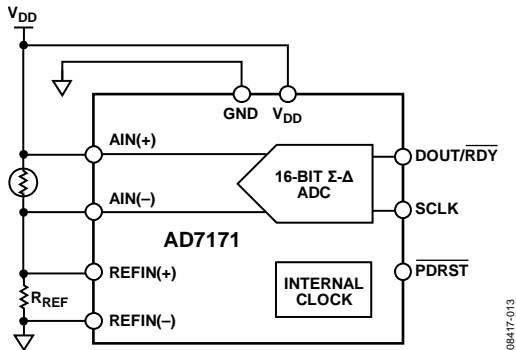 VDD
GND
VDD
AIN(+)
AIN(–)
REFIN(+)
REFIN(–)
RREF
16-BIT Σ-Δ
ADC
AD7171
INTERNAL
CLOCK
DOUT/RDY
SCLK
PDRST
08417-013